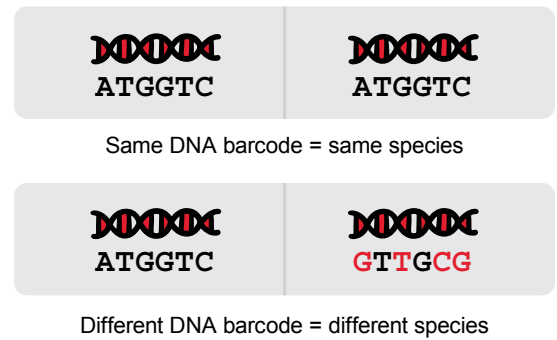 ATGGTC ATGGTC
Same DNA barcode = same species
ATGGTC GTTGCG
Different DNA barcode = different species